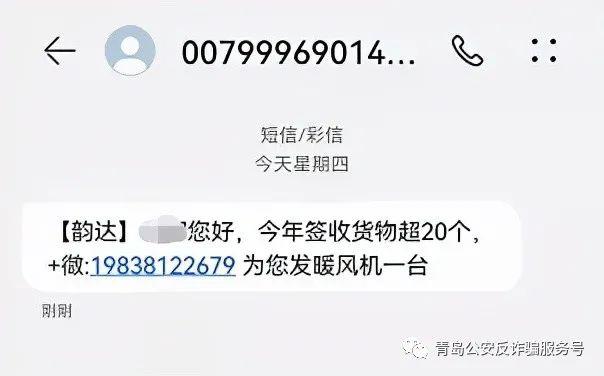 00799969014...
短信/彩信
今天星期四
【韵达】 您好，今年签收货物超20个，
+微:19838122679 为您发暖风机一台
刚刚
青岛公安反诈骗服务号